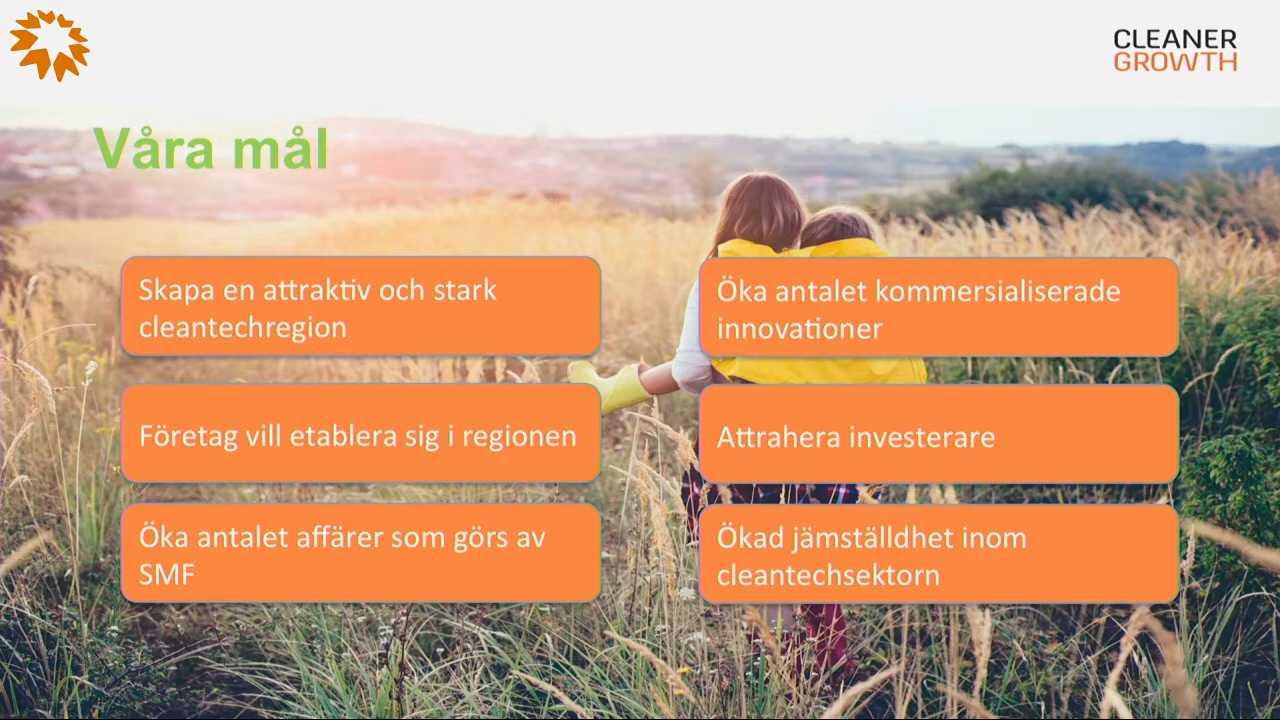 CLEANER
GROWTH
Våra mål
Skapa en attraktiv och stark
cleantechregion
Företag vill etablera sig i regionen
Öka antalet affärer som görs av
SMF
Öka antalet kommersialiserade
innovationer
Attrahera investerare
Ökad jämställdhet inom
cleantechsektorn